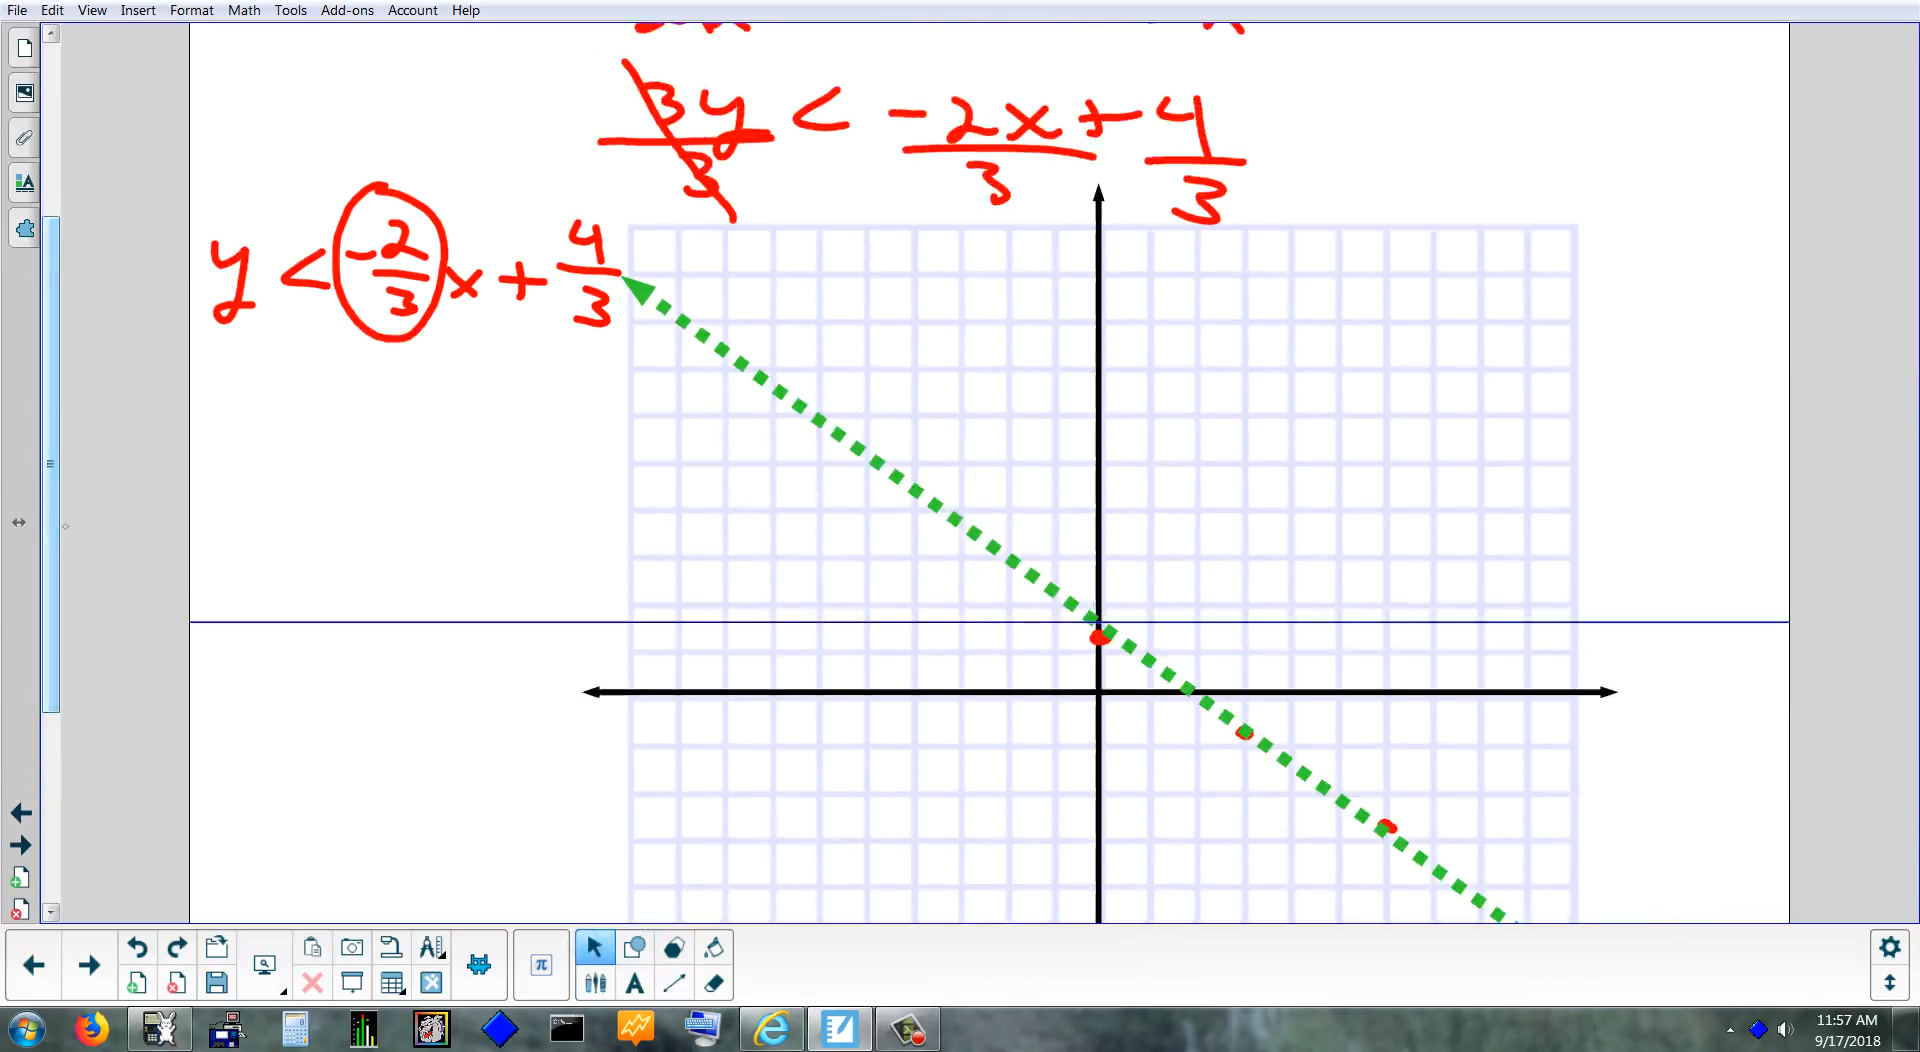 File Edit View Insert Format Math Tools Add-ons Account Help
3y < -2x + 4
3 3 3
y < -2/3 x + 4/3
π
A
11:57 AM
9/17/2018